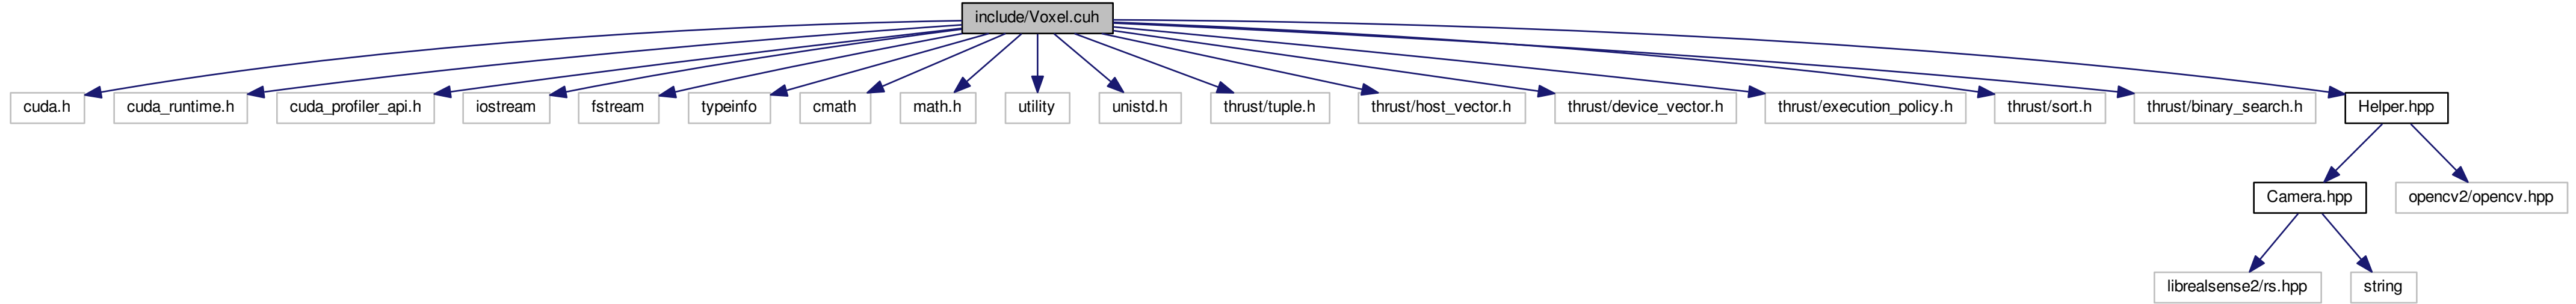 include/Voxel.cuh
cuda.h
cuda_runtime.h
cuda_profiler_api.h
iostream
fstream
typeinfo
cmath
math.h
utility
unistd.h
thrust/tuple.h
thrust/host_vector.h
thrust/device_vector.h
thrust/execution_policy.h
thrust/sort.h
thrust/binary_search.h
Helper.hpp
Camera.hpp
opencv2/opencv.hpp
librealsense2/rs.hpp
string